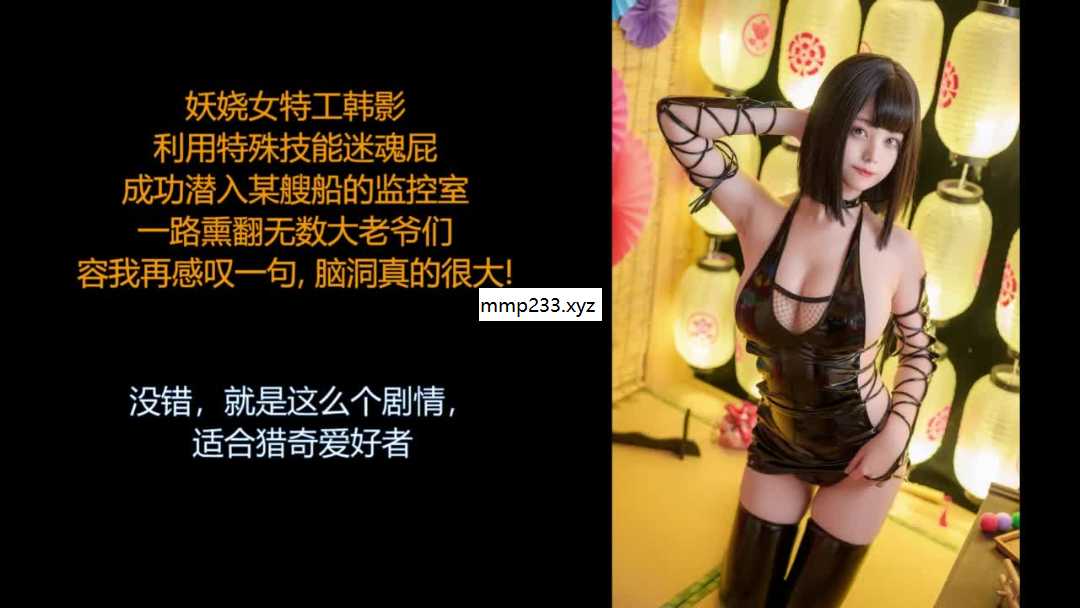 妖娆女特工韩影
利用特殊技能迷魂屁
成功潜入某艘船的监控室
一路熏翻无数大老爷们
容我再感叹一句, 脑洞真的很大!
mmp233.xyz
没错，就是这么个剧情，
适合猎奇爱好者